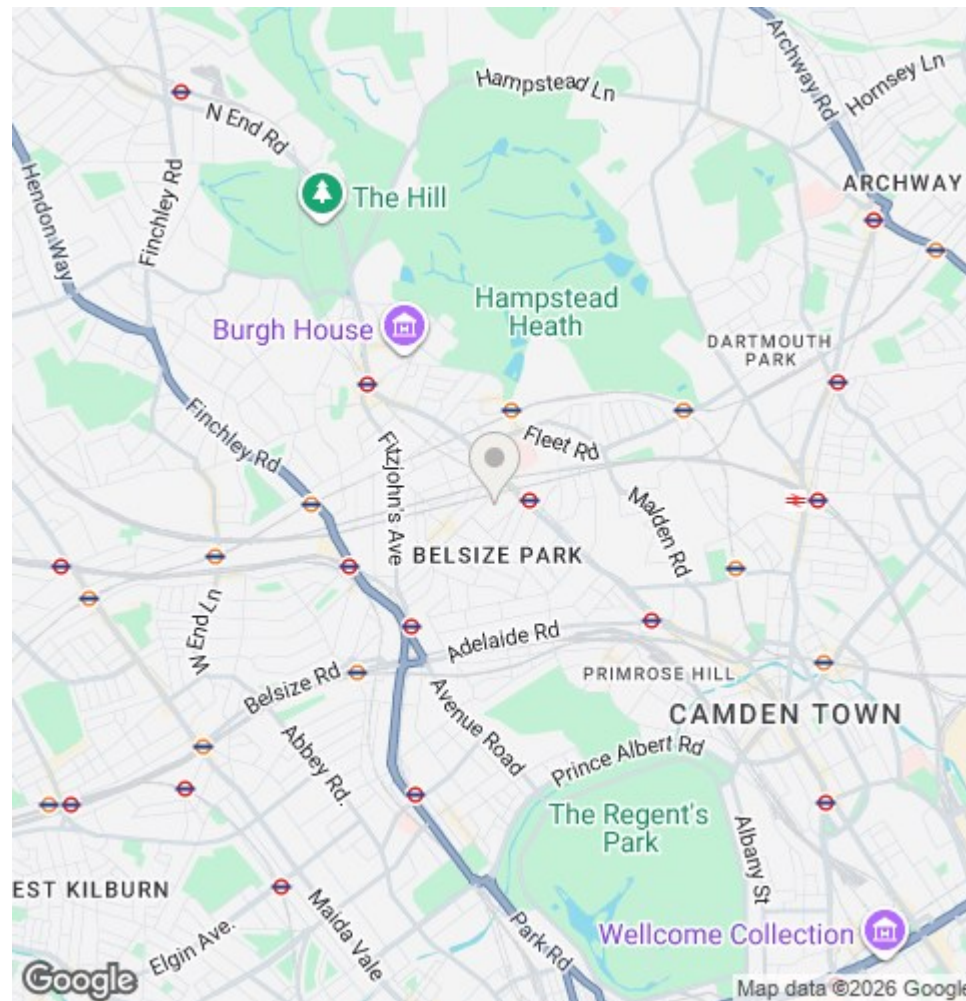 Hampstead Ln
Archway Rd
Hornsey Ln
N End Rd
The Hill
ARCHWAY
Hendon Way
Finchley Rd
Burgh House
Hampstead
Heath
DARTMOUTH
PARK
Finchley Rd
Fitzjohn's Ave
Fleet Rd
Malden Rd
BELSIZE PARK
W End Ln
Adelaide Rd
Belsize Rd
PRIMROSE HILL
Avenue Road
CAMDEN TOWN
Abbey Rd.
Prince Albert Rd
The Regent's
Park
Albany St
EST KILBURN
Maida Vale
Elgin Ave.
Park Rd
Wellcome Collection
Google
Map data ©2026 Google